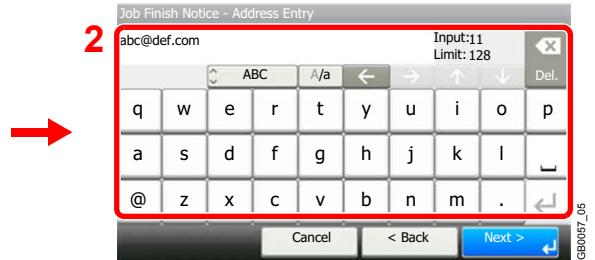 Job Finish Notice - Address Entry
2
abc@def.com
Input:11
Limit:128
ABC A/a ← → ↑ ↓ Del.
q w e r t y u i o p
a s d f g h j k l ⎵
@ z x c v b n m . ↵
Cancel < Back Next >
GB0057_05